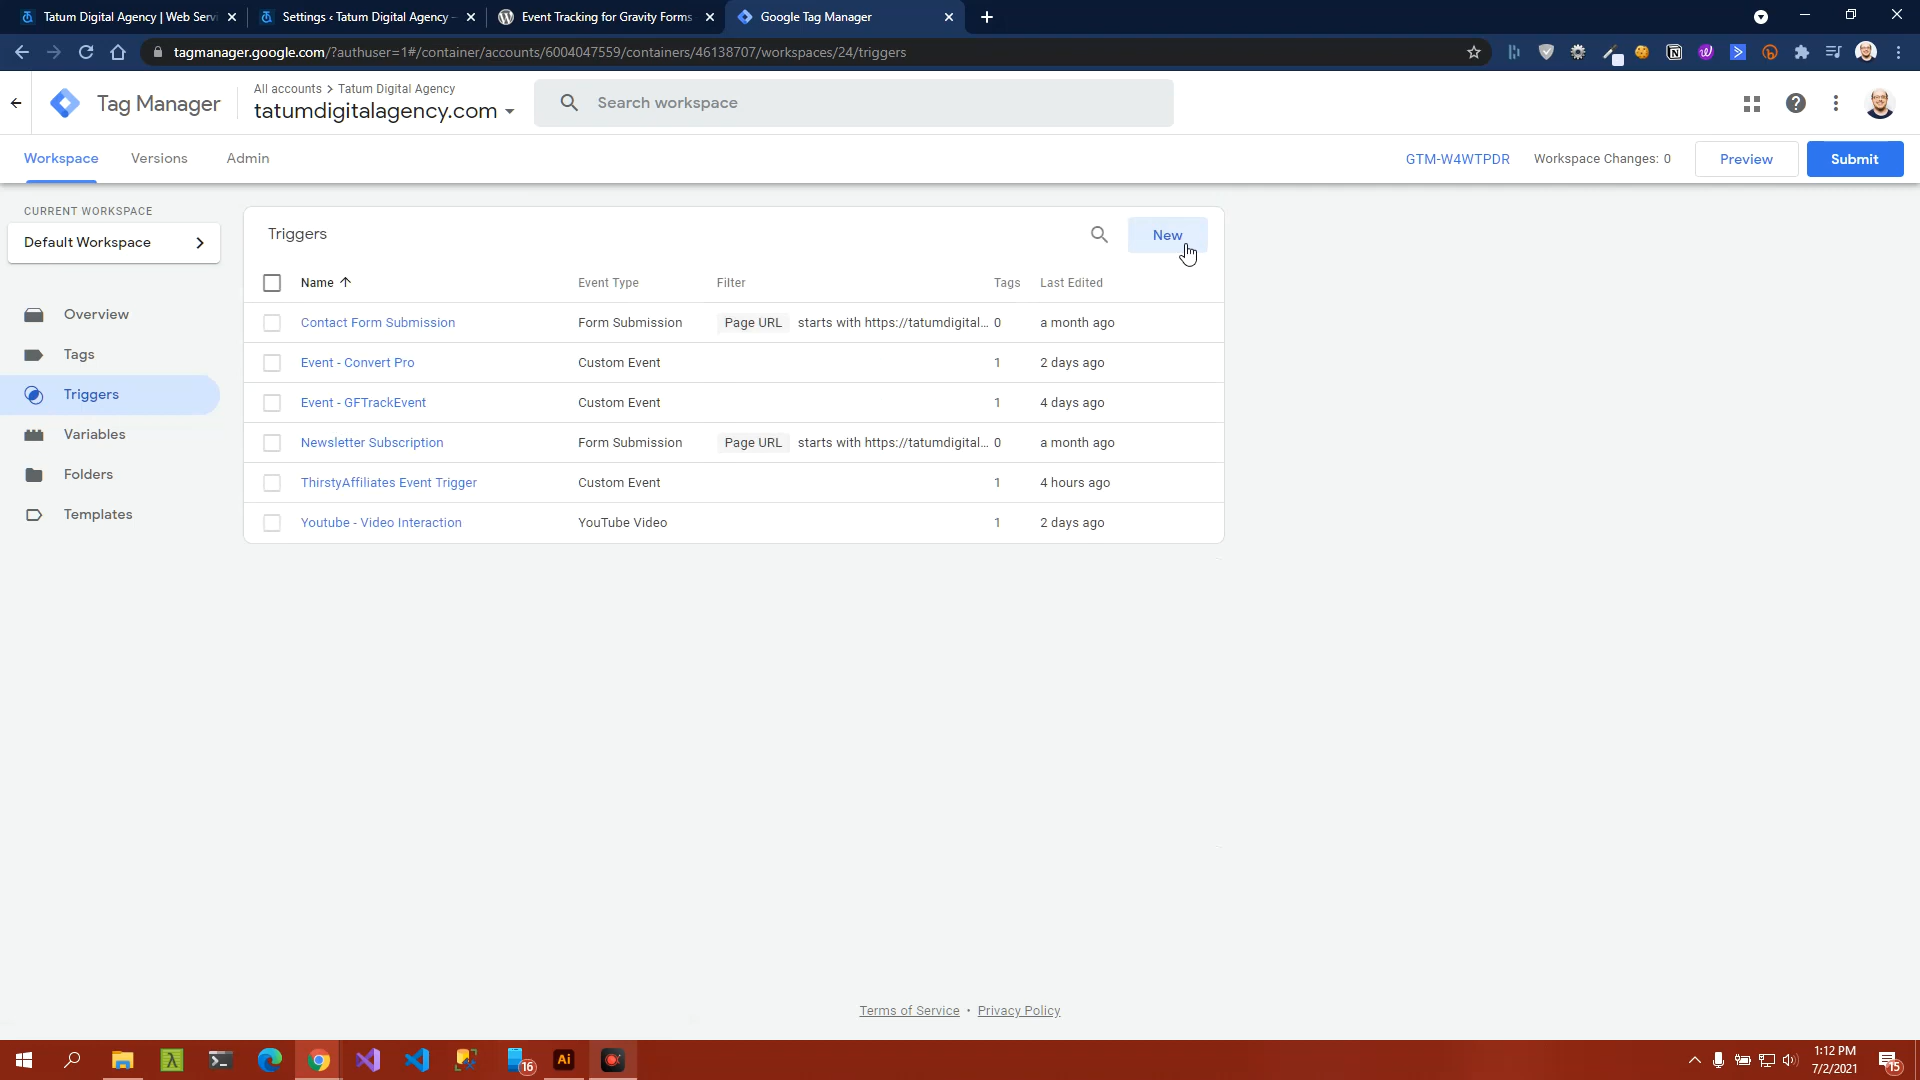 Tatum Digital Agency | Web Serv
Settings ‹ Tatum Digital Agency –
Event Tracking for Gravity Forms
Google Tag Manager
tagmanager.google.com/?authuser=1#/container/accounts/6004047559/containers/46138707/workspaces/24/triggers
Tag Manager
All accounts > Tatum Digital Agency
tatumdigitalagency.com
Search workspace
Workspace Versions Admin
GTM-W4WTPDR Workspace Changes: 0 Preview Submit
CURRENT WORKSPACE
Default Workspace
Overview
Tags
Triggers
Variables
Folders
Templates
Triggers
New
Name Event Type Filter Tags Last Edited
Contact Form Submission Form Submission Page URL starts with https://tatumdigital... 0 a month ago
Event - Convert Pro Custom Event 1 2 days ago
Event - GFTrackEvent Custom Event 1 4 days ago
Newsletter Subscription Form Submission Page URL starts with https://tatumdigital... 0 a month ago
ThirstyAffiliates Event Trigger Custom Event 1 4 hours ago
Youtube - Video Interaction YouTube Video 1 2 days ago
Terms of Service • Privacy Policy
16
Ai
1:12 PM
7/2/2021
15